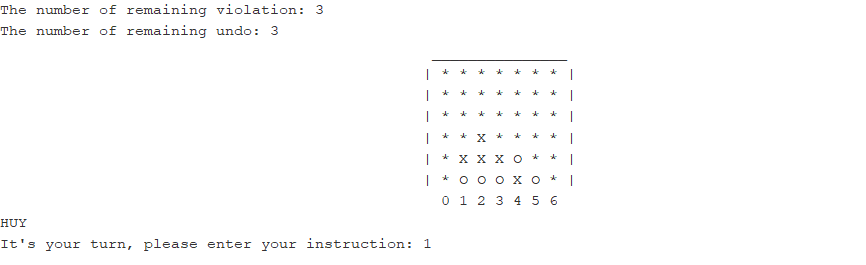 The number of remaining violation: 3
The number of remaining undo: 3
| * * * * * * * |
| * * * * * * * |
| * * * * * * * |
| * * X * * * * |
| * X X X O * * |
| * O O O X O * |
0 1 2 3 4 5 6
HUY
It's your turn, please enter your instruction: 1